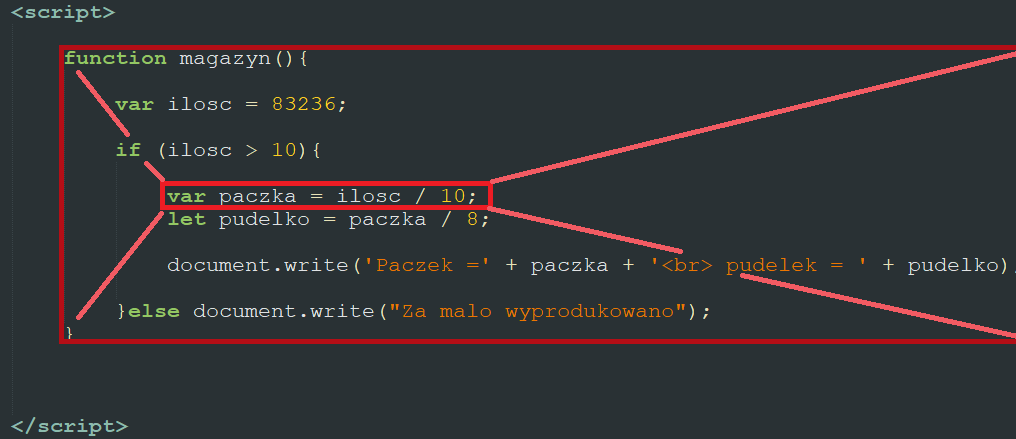 <script>
function magazyn(){
var ilosc = 83236;
if (ilosc > 10){
var paczka = ilosc / 10;
let pudelko = paczka / 8;
document.write('Paczek =' + paczka + '<br> pudelek = ' + pudelko);
}else document.write("Za malo wyprodukowano");
}
</script>